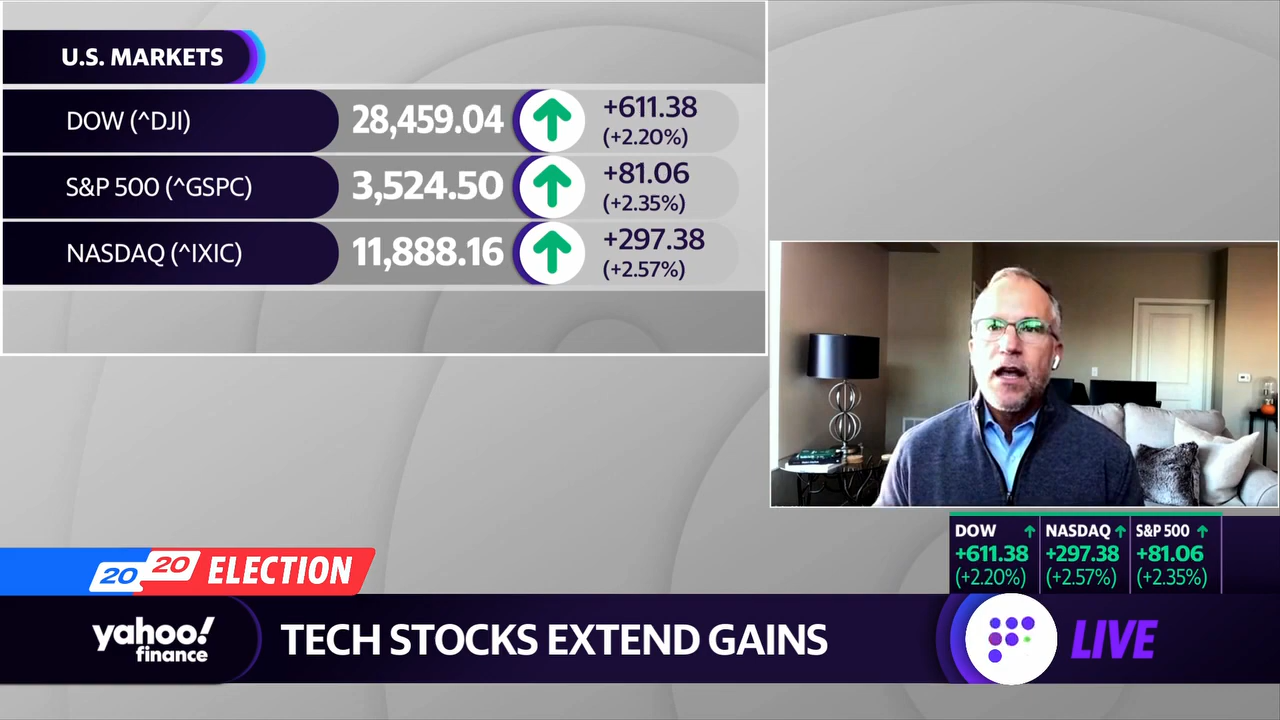 U.S. MARKETS
DOW (^DJI) 28,459.04 +611.38
(+2.20%)
S&P 500 (^GSPC) 3,524.50 +81.06
(+2.35%)
NASDAQ (^IXIC) 11,888.16 +297.38
(+2.57%)
DOW NASDAQ S&P 500
+611.38 +297.38 +81.06
(+2.20%) (+2.57%) (+2.35%)
20 20 ELECTION
yahoo!
finance
TECH STOCKS EXTEND GAINS
LIVE